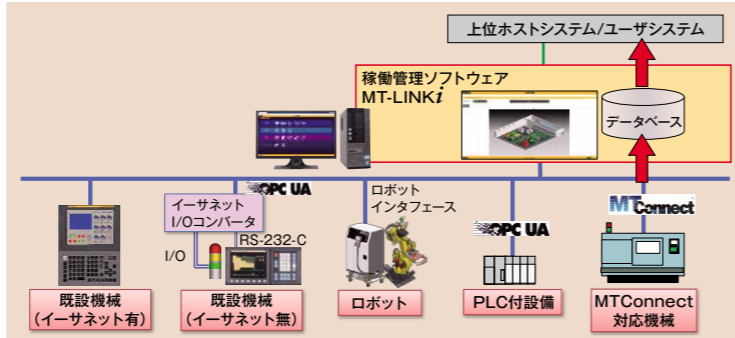 上位ホストシステム/ユーザシステム
稼働管理ソフトウェア
MT-LINKi
データベース
OPC UA
イーサネット
I/Oコンバータ
I/O
RS-232-C
ロボット
インタフェース
OPC UA
MTConnect
既設機械
(イーサネット有)
既設機械
(イーサネット無)
ロボット
PLC付設備
MTConnect
対応機械